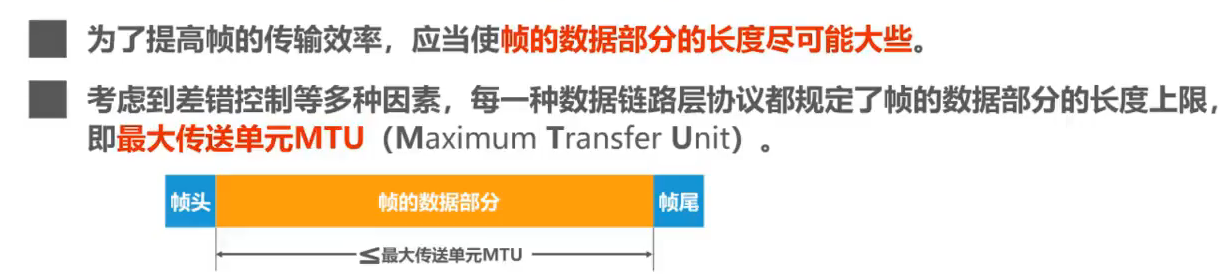 为了提高帧的传输效率，应当使帧的数据部分的长度尽可能大些。
考虑到差错控制等多种因素，每一种数据链路层协议都规定了帧的数据部分的长度上限，
即最大传送单元MTU（Maximum Transfer Unit）。
帧头 帧的数据部分 帧尾
≤最大传送单元MTU